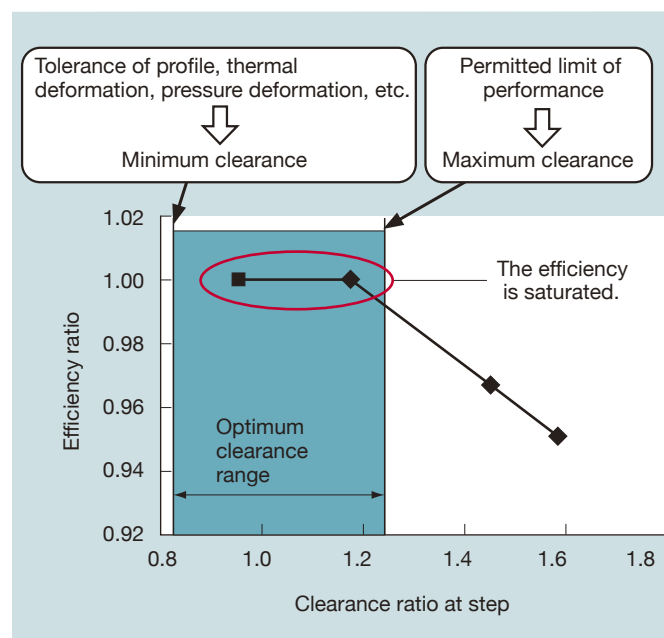 Tolerance of profile, thermal
deformation, pressure deformation, etc.
Minimum clearance
Permitted limit of
performance
Maximum clearance
1.02
1.00
0.98
0.96
0.94
0.92
Efficiency ratio
The efficiency
is saturated.
Optimum
clearance
range
0.8
1.0
1.2
1.4
1.6
1.8
Clearance ratio at step